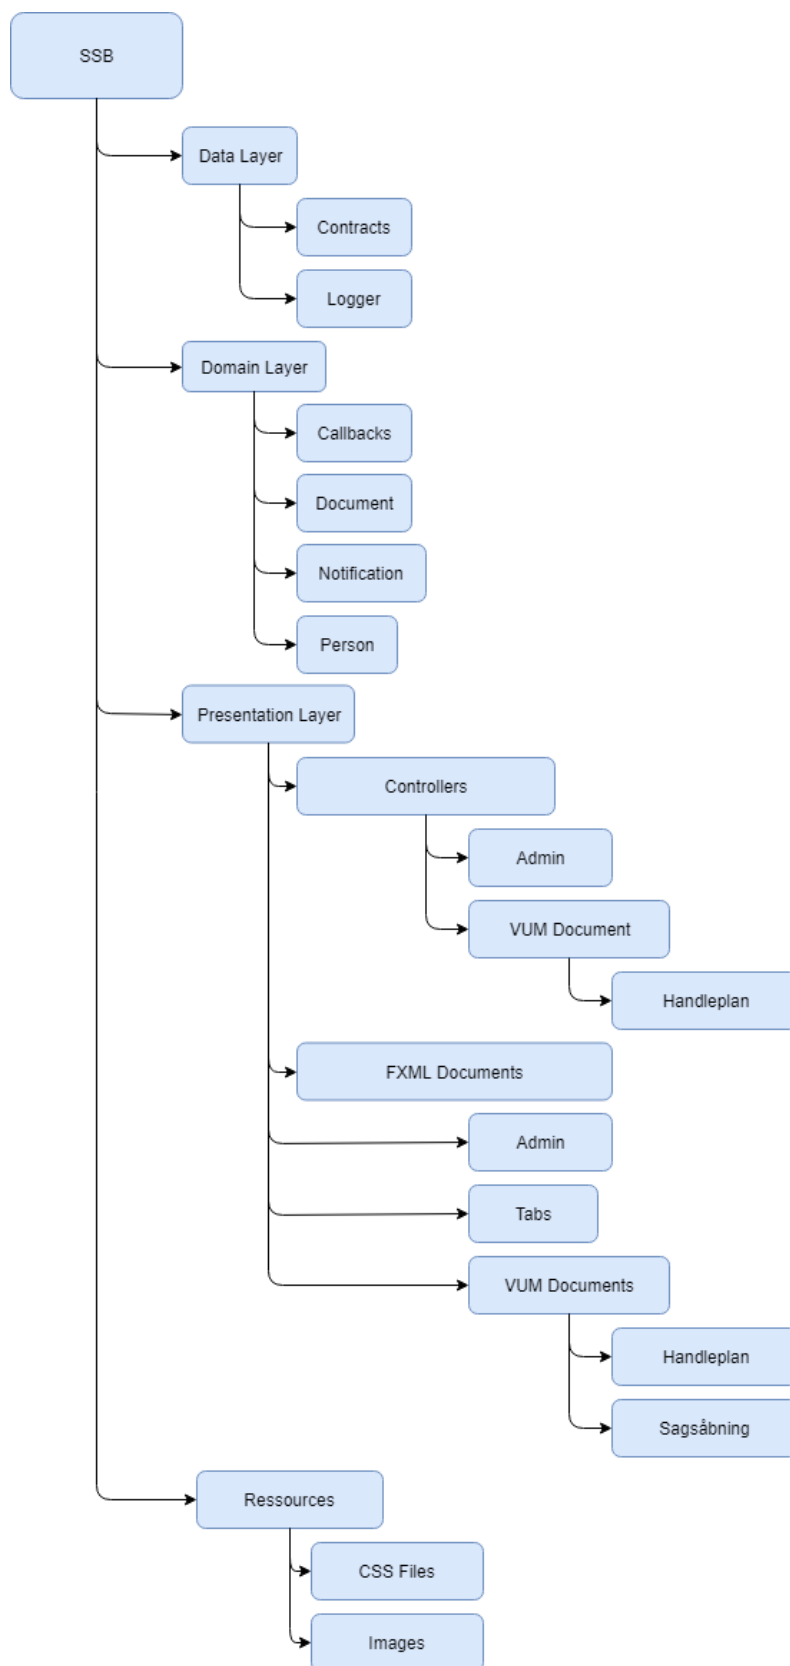 SSB
Data Layer
Contracts
Logger
Domain Layer
Callbacks
Document
Notification
Person
Presentation Layer
Controllers
Admin
VUM Document
Handleplan
FXML Documents
Admin
Tabs
VUM Documents
Handleplan
Sagsåbning
Ressources
CSS Files
Images